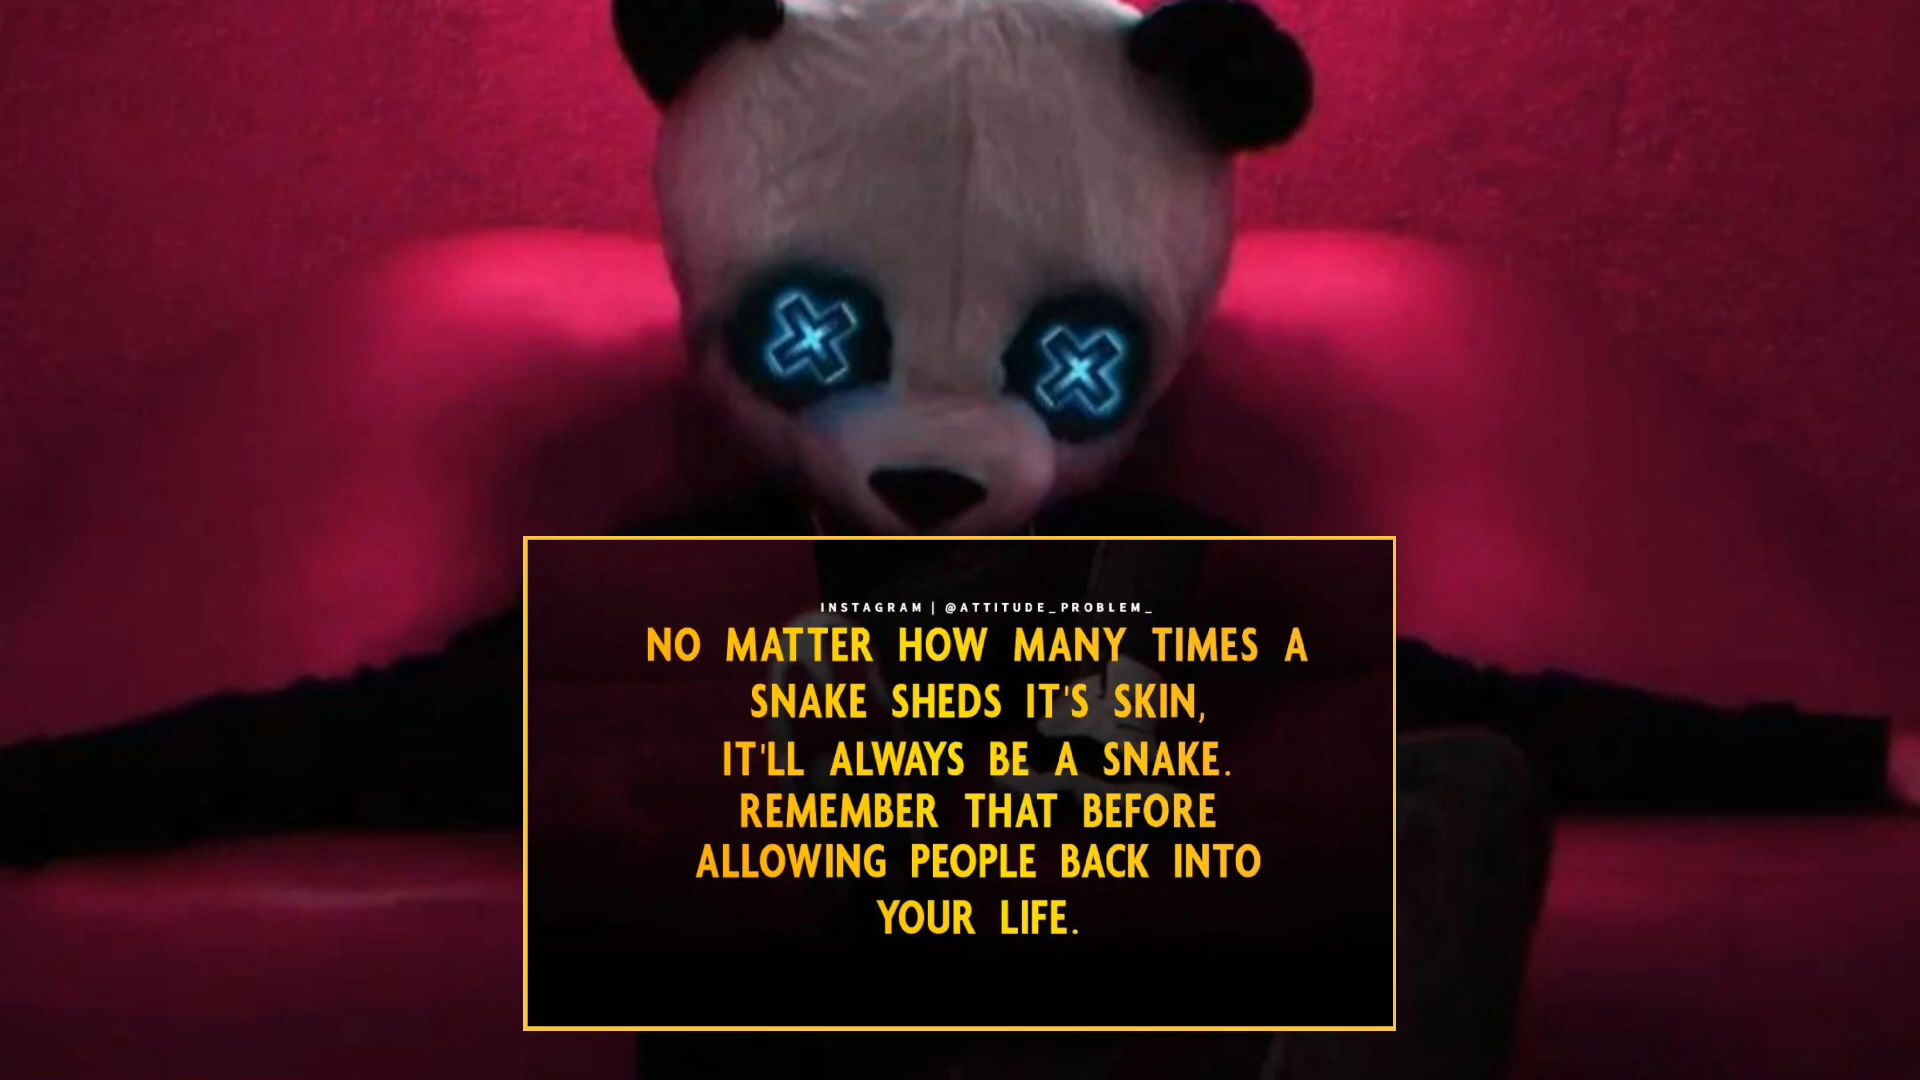 INSTAGRAM | @ATTITUDE_PROBLEM_
NO MATTER HOW MANY TIMES A
SNAKE SHEDS IT'S SKIN,
IT'LL ALWAYS BE A SNAKE.
REMEMBER THAT BEFORE
ALLOWING PEOPLE BACK INTO
YOUR LIFE.